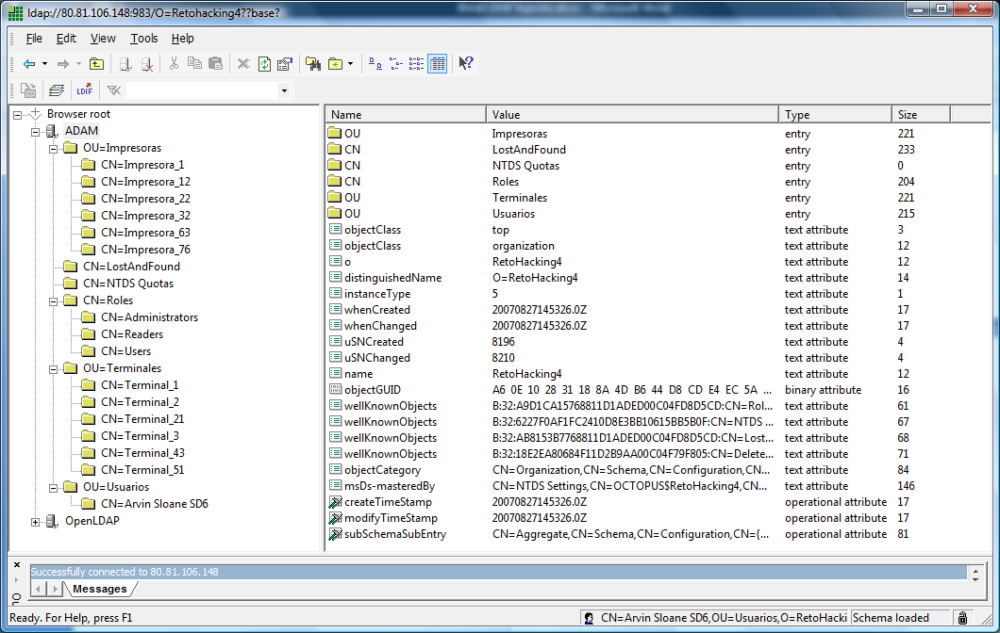 ldap://80.81.106.148:983/O=Retohacking4??base?
File Edit View Tools Help
LDIF
Browser root
ADAM
OU=Impresoras
CN=Impresora_1
CN=Impresora_12
CN=Impresora_22
CN=Impresora_32
CN=Impresora_63
CN=Impresora_76
CN=LostAndFound
CN=NTDS Quotas
CN=Roles
CN=Administrators
CN=Readers
CN=Users
OU=Terminales
CN=Terminal_1
CN=Terminal_2
CN=Terminal_21
CN=Terminal_3
CN=Terminal_43
CN=Terminal_51
OU=Usuarios
CN=Arvin Sloane SD6
OpenLDAP
Name Value Type Size
OU Impresoras entry 221
CN LostAndFound entry 233
CN NTDS Quotas entry 0
CN Roles entry 204
OU Terminales entry 221
OU Usuarios entry 215
objectClass top text attribute 3
objectClass organization text attribute 12
o RetoHacking4 text attribute 12
distinguishedName O=RetoHacking4 text attribute 14
instanceType 5 text attribute 1
whenCreated 20070827145326.0Z text attribute 17
whenChanged 20070827145326.0Z text attribute 17
uSNCreated 8196 text attribute 4
uSNChanged 8210 text attribute 4
name RetoHacking4 text attribute 12
objectGUID A6 0E 10 28 31 18 8A 4D B6 44 D8 CD E4 EC 5A ... binary attribute 16
wellKnownObjects B:32:A9D1CA15768811D1ADED00C04FD8D5CD:CN=Rol... text attribute 61
wellKnownObjects B:32:6227F0AF1FC2410D8E3BB10615BB5B0F:CN=NTDS ... text attribute 67
wellKnownObjects B:32:AB8153B7768811D1ADED00C04FD8D5CD:CN=Lost... text attribute 68
wellKnownObjects B:32:18E2EA80684F11D2B9AA00C04F79F805:CN=Delete... text attribute 71
objectCategory CN=Organization,CN=Schema,CN=Configuration,CN=... text attribute 84
msDs-masteredBy CN=NTDS Settings,CN=OCTOPUS$RetoHacking4,CN... text attribute 146
createTimeStamp 20070827145326.0Z operational attribute 17
modifyTimeStamp 20070827145326.0Z operational attribute 17
subSchemaSubEntry CN=Aggregate,CN=Schema,CN=Configuration,CN={... operational attribute 81
Successfully connected to 80.81.106.148
Messages
Ready. For Help, press F1
CN=Arvin Sloane SD6,OU=Usuarios,O=RetoHacki
Schema loaded